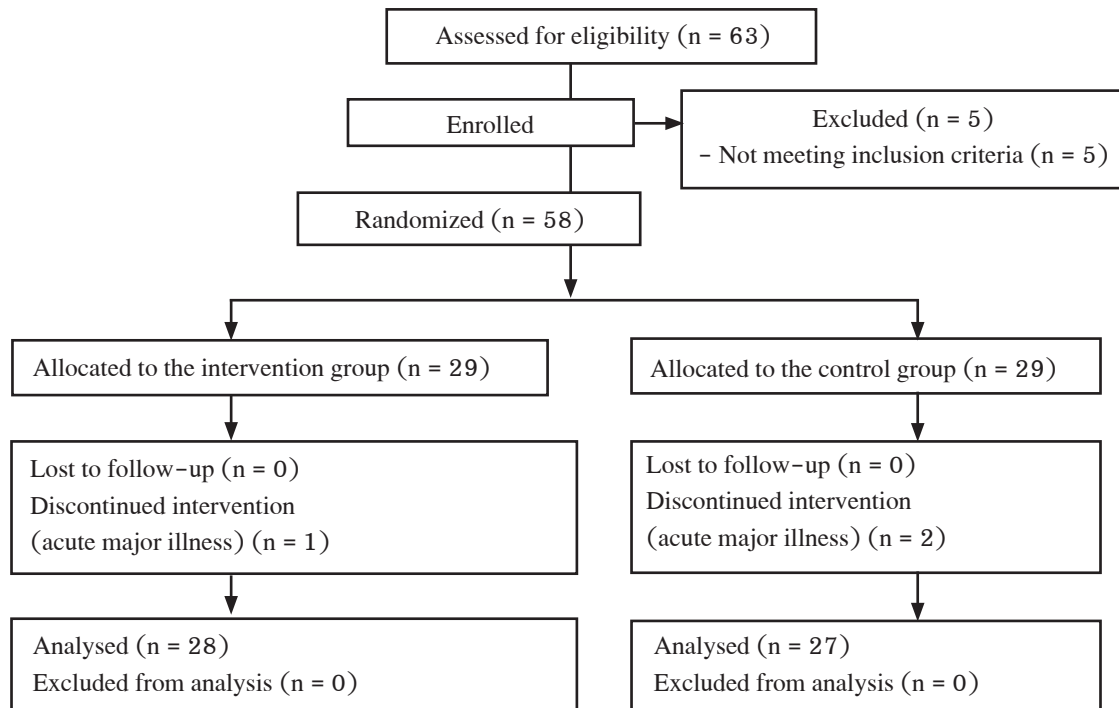 Assessed for eligibility (n = 63)
Enrolled
Excluded (n = 5)
– Not meeting inclusion criteria (n = 5)
Randomized (n = 58)
Allocated to the intervention group (n = 29)
Allocated to the control group (n = 29)
Lost to follow-up (n = 0)
Discontinued intervention
(acute major illness) (n = 1)
Lost to follow-up (n = 0)
Discontinued intervention
(acute major illness) (n = 2)
Analysed (n = 28)
Excluded from analysis (n = 0)
Analysed (n = 27)
Excluded from analysis (n = 0)